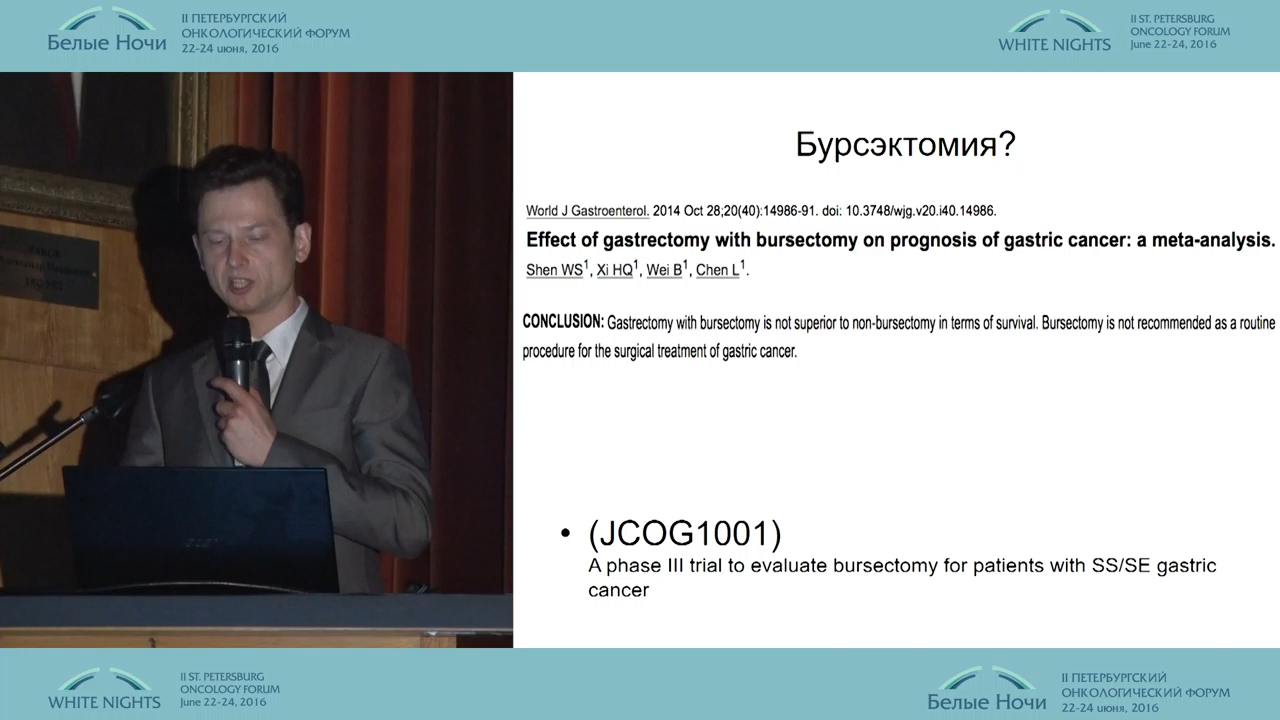 II ПЕТЕРБУРГСКИЙ
ОНКОЛОГИЧЕСКИЙ ФОРУМ
22-24 июня, 2016
Белые Ночи
WHITE NIGHTS
II ST. PETERSBURG
ONCOLOGY FORUM
June 22-24, 2016
Бурсэктомия?
World J Gastroenterol. 2014 Oct 28;20(40):14986-91. doi: 10.3748/wjg.v20.i40.14986.
Effect of gastrectomy with bursectomy on prognosis of gastric cancer: a meta-analysis.
Shen WS1, Xi HQ1, Wei B1, Chen L1.
CONCLUSION: Gastrectomy with bursectomy is not superior to non-bursectomy in terms of survival. Bursectomy is not recommended as a routine
procedure for the surgical treatment of gastric cancer.
• (JCOG1001)
A phase III trial to evaluate bursectomy for patients with SS/SE gastric
cancer
WHITE NIGHTS
II ST. PETERSBURG
ONCOLOGY FORUM
June 22-24, 2016
Белые Ночи
II ПЕТЕРБУРГСКИЙ
ОНКОЛОГИЧЕСКИЙ ФОРУМ
22-24 июня, 2016